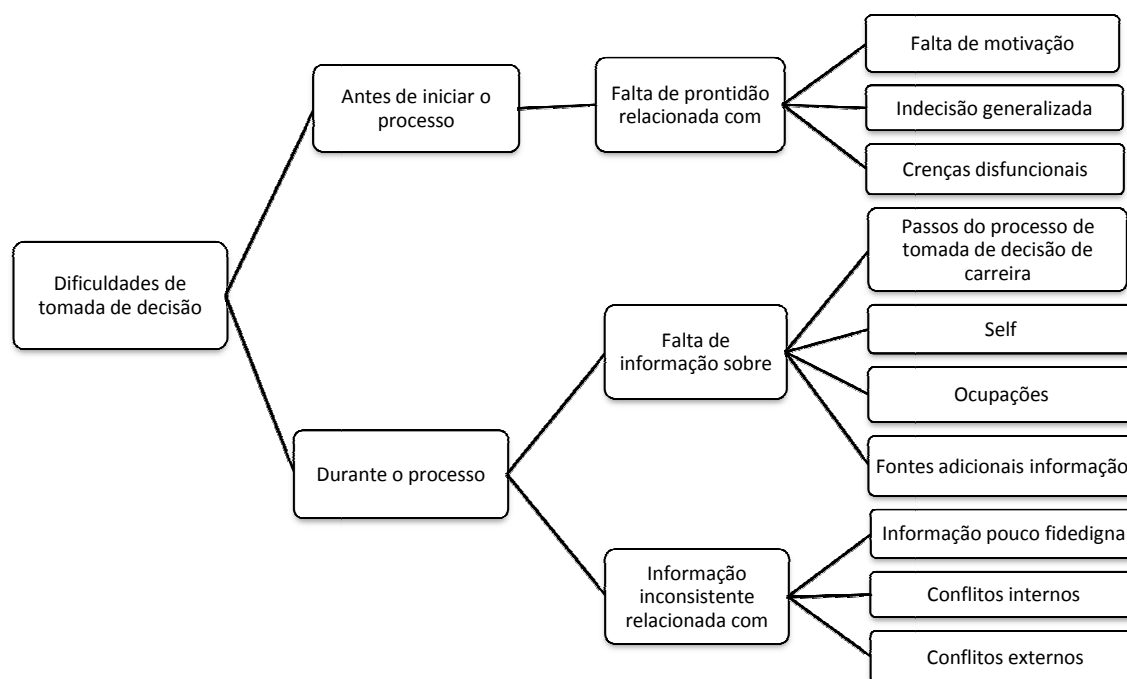 Falta de motivação
Antes de iniciar o
processo
Falta de prontidão
relacionada com
Indecisão generalizada
Crenças disfuncionais
Passos do processo de
tomada de decisão de
carreira
Dificuldades de
tomada de decisão
Falta de
informação sobre
Self
Ocupações
Durante o processo
Fontes adicionais informação
Informação pouco fidedigna
Informação
inconsistente
relacionada com
Conflitos internos
Conflitos externos